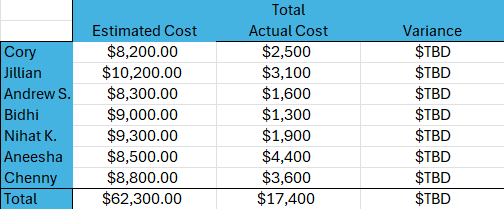 Total
Estimated Cost Actual Cost Variance
Cory $8,200.00 $2,500 $TBD
Jillian $10,200.00 $3,100 $TBD
Andrew S. $8,300.00 $1,600 $TBD
Bidhi $9,000.00 $1,300 $TBD
Nihat K. $9,300.00 $1,900 $TBD
Aneesha $8,500.00 $4,400 $TBD
Chenny $8,800.00 $3,600 $TBD
Total $62,300.00 $17,400 $TBD